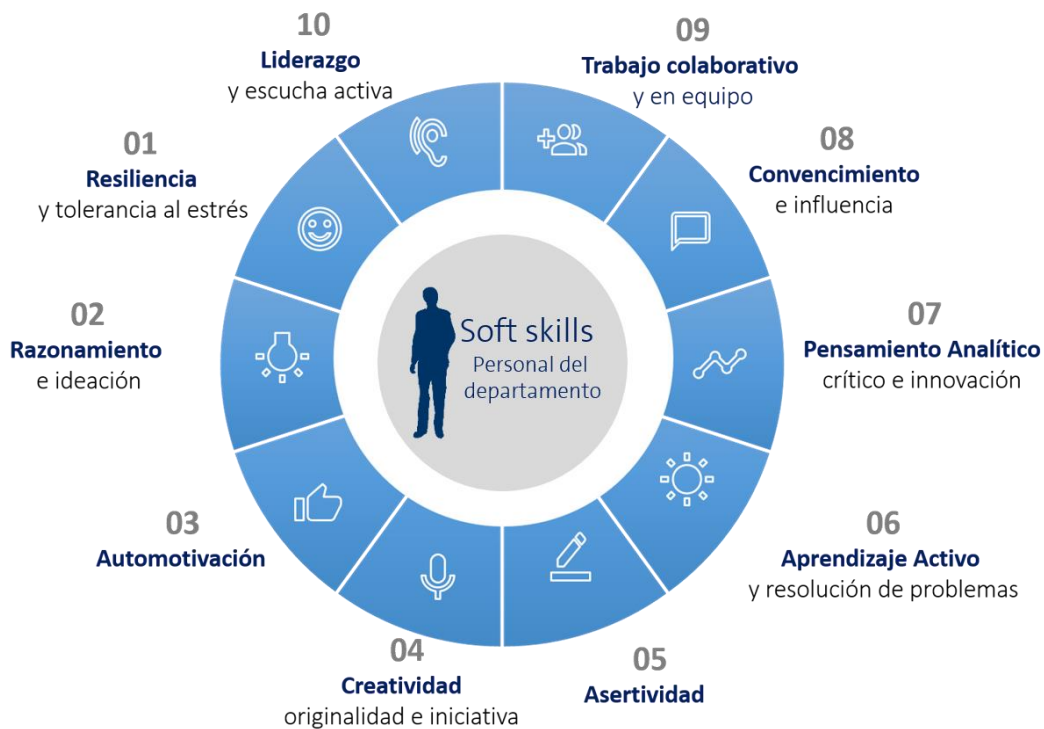 10
Liderazgo
y escucha activa
09
Trabajo colaborativo
y en equipo
01
Resiliencia
y tolerancia al estrés
08
Convencimiento
e influencia
02
Razonamiento
e ideación
Soft skills
Personal del
departamento
07
Pensamiento Analítico
crítico e innovación
03
Automotivación
06
Aprendizaje Activo
y resolución de problemas
04
Creatividad
originalidad e iniciativa
05
Asertividad